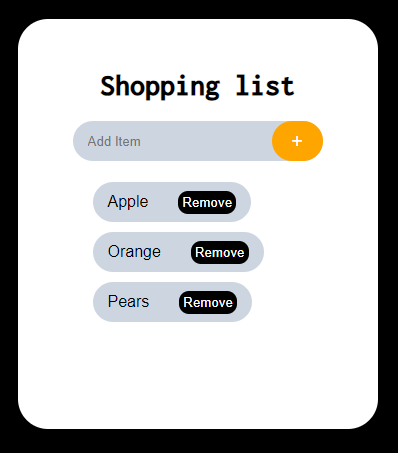 Shopping list
Add Item +
Apple Remove
Orange Remove
Pears Remove